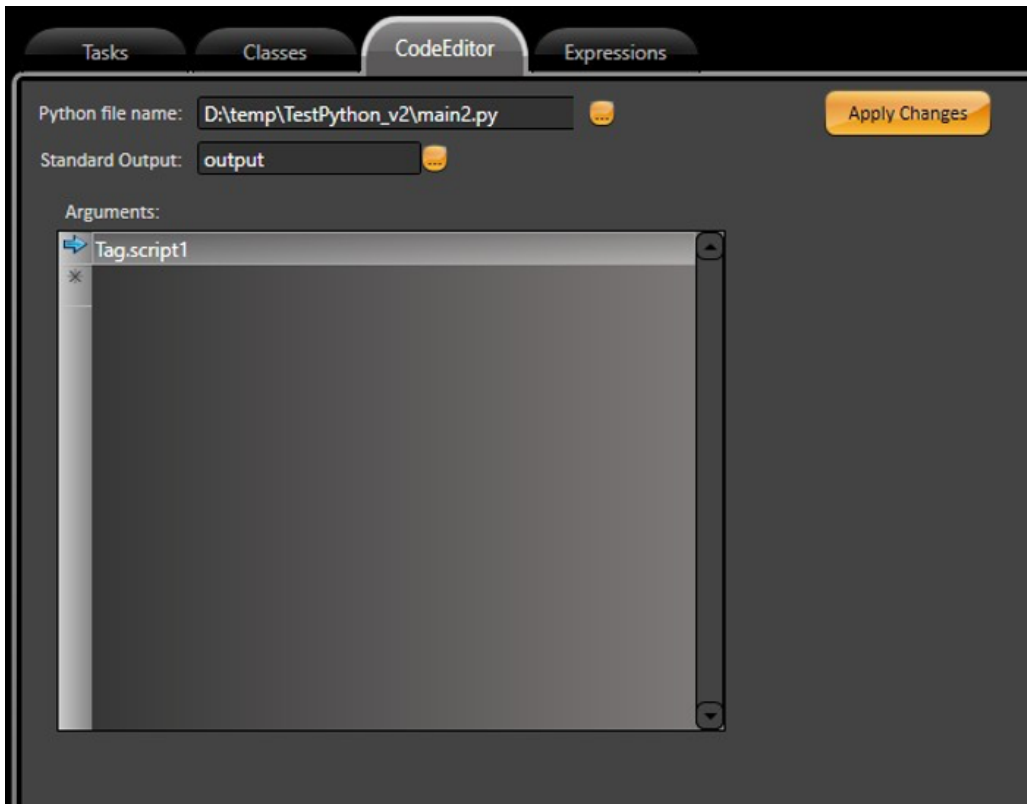 Tasks Classes CodeEditor Expressions
Python file name: D:\temp\TestPython_v2\main2.py ... Apply Changes
Standard Output: output ...
Arguments:
Tag.script1